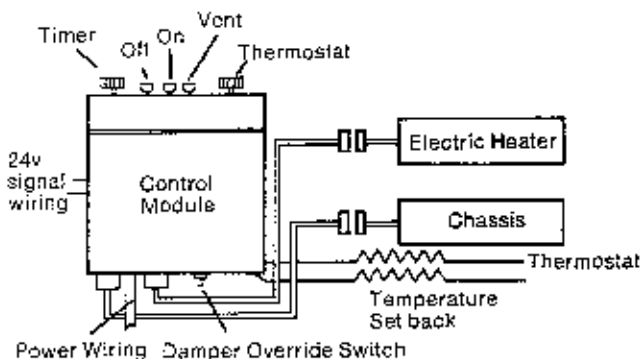 Vent
Timer
Off
On
Thermostat
Electric Heater
24v
signal
wiring
Control
Module
Chassis
Thermostat
Temperature
Set back
Power Wiring
Damper Override Switch